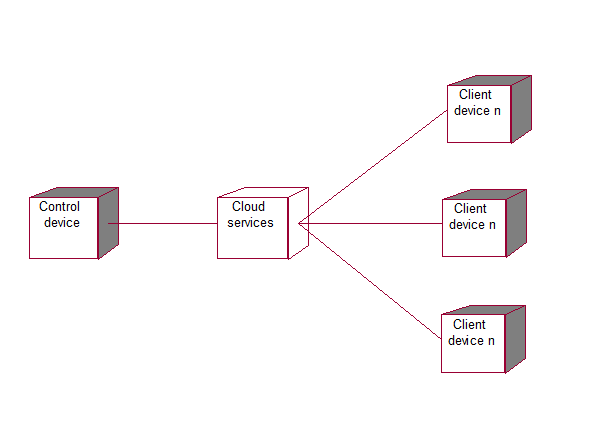 Control
device
Cloud
services
Client
device n
Client
device n
Client
device n